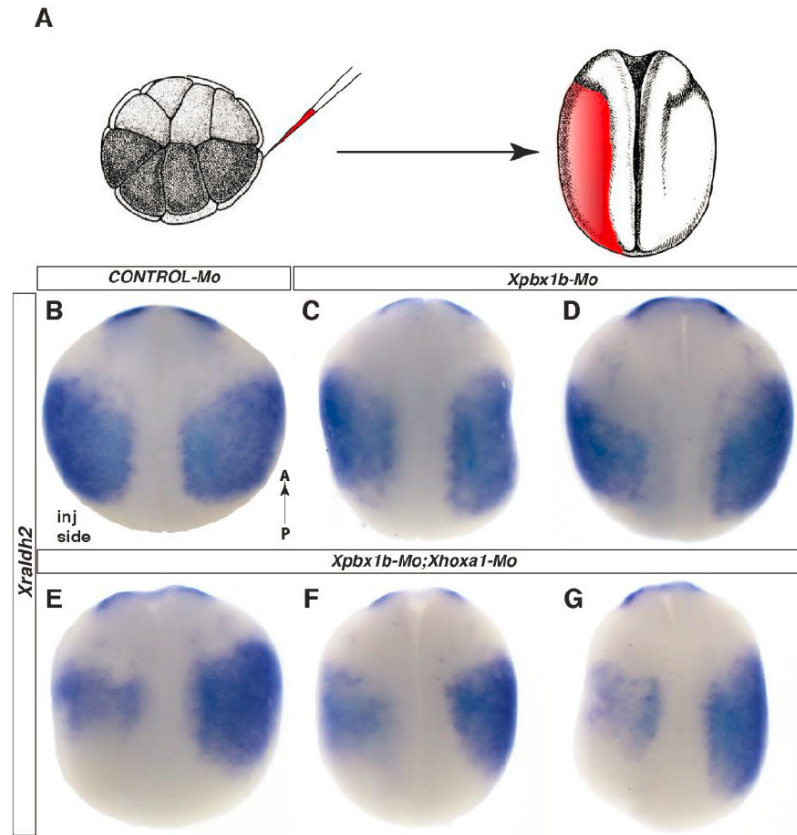 A
CONTROL-Mo
Xpbx1b-Mo
B
C
D
A
P
inj
side
Xraldh2
Xpbx1b-Mo;Xhoxa1-Mo
E
F
G